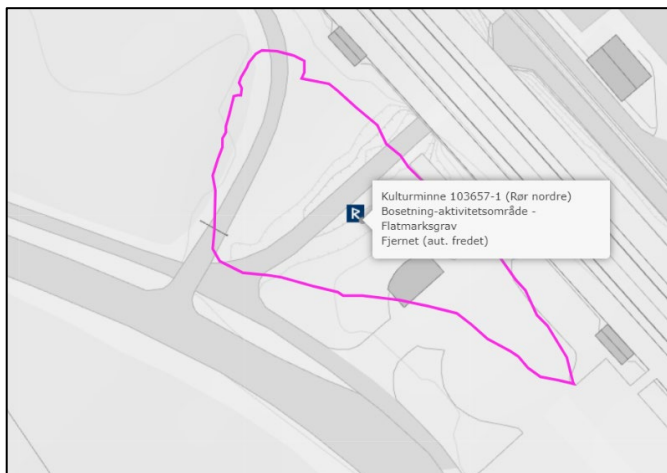 R
Kulturminne 103657-1 (Rør nordre)
Bosetning-aktivitetsområde -
Flatmarksgrav
Fjernet (aut. fredet)